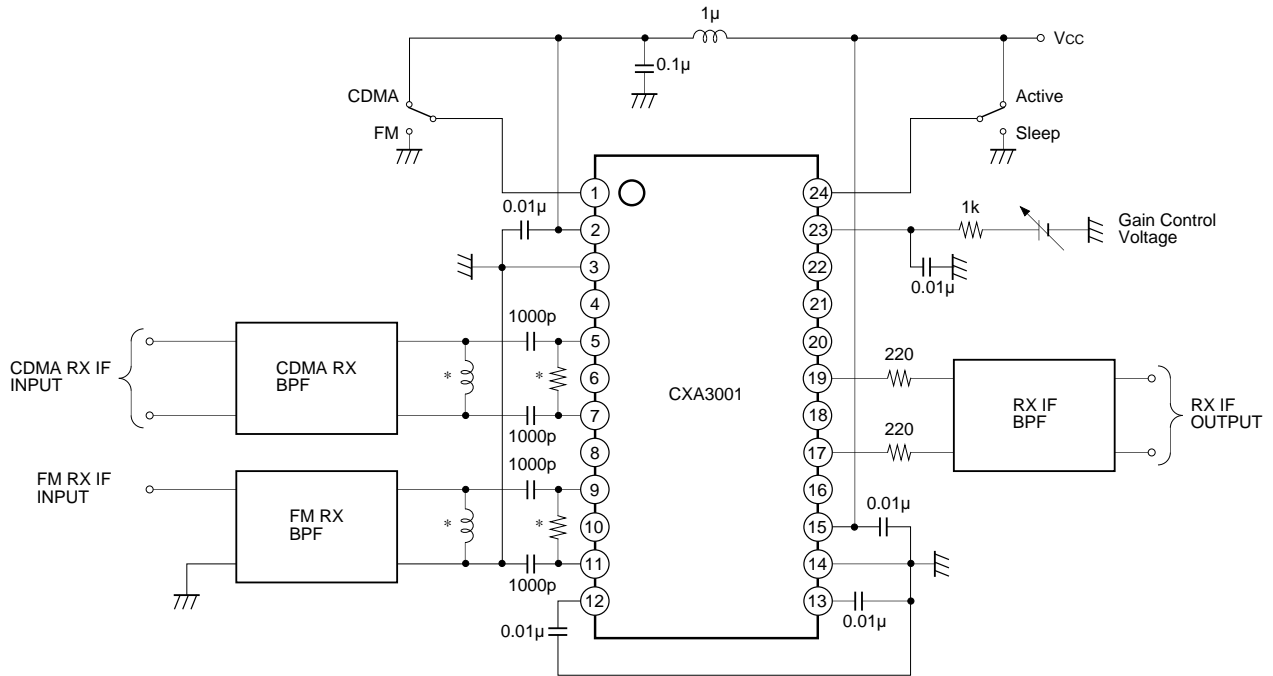 1µ
VCC
0.1µ
CDMA
FM
Active
Sleep
1
24
0.01µ
1k
Gain Control
Voltage
2
23
0.01µ
3
22
4
21
1000p
5
20
CDMA RX IF
INPUT
CDMA RX
BPF
*
*
6
19
220
RX IF
BPF
RX IF
OUTPUT
CXA3001
7
18
1000p
220
8
17
1000p
FM RX IF
INPUT
FM RX
BPF
9
16
*
*
10
15
0.01µ
11
14
1000p
12
13
0.01µ
0.01µ